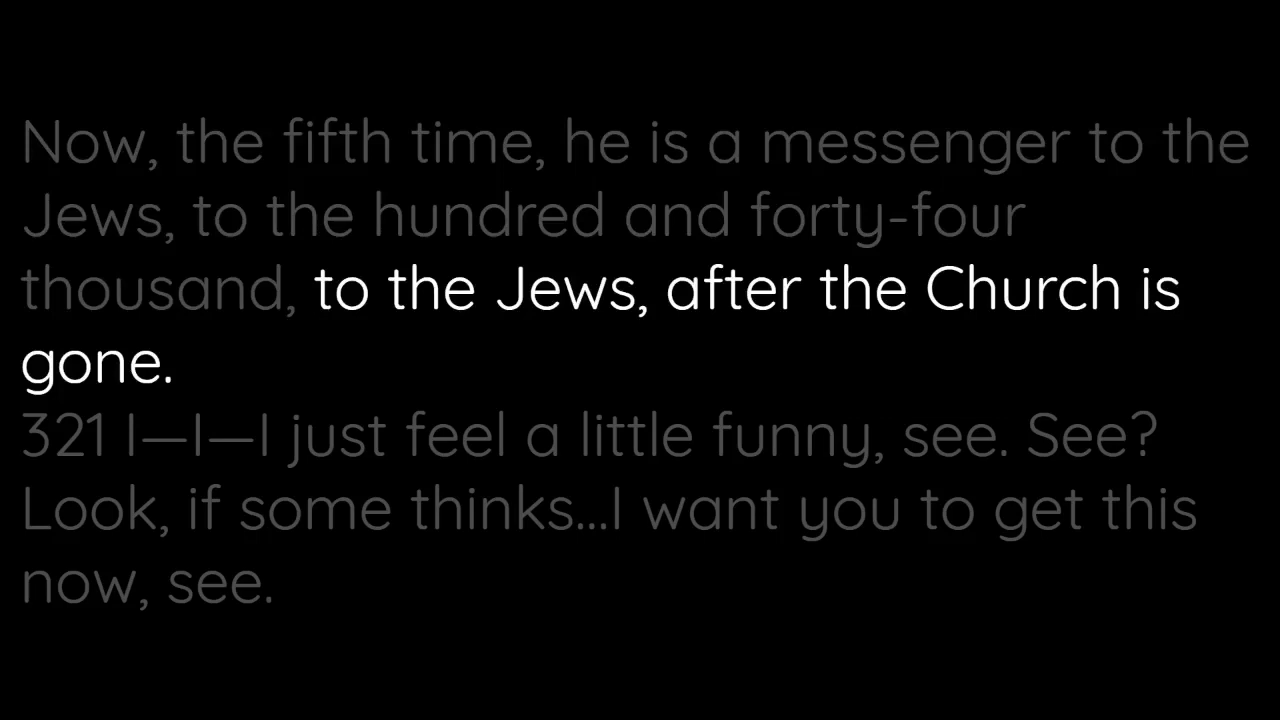 Now, the fifth time, he is a messenger to the
Jews, to the hundred and forty-four
thousand, to the Jews, after the Church is
gone.
321 I—I—I just feel a little funny, see. See?
Look, if some thinks...I want you to get this
now, see.